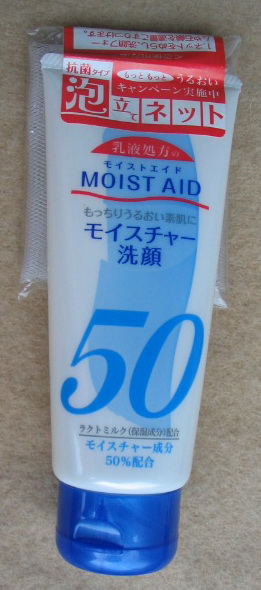 抗菌タイプ
もっともっとうるおい
キャンペーン実施中
泡立てネット
乳液処方の
モイストエイド
MOIST AID
もっちりうるおい素肌に
モイスチャー
洗顔
50
ラクトミルク(保湿成分)配合
モイスチャー成分
50%配合